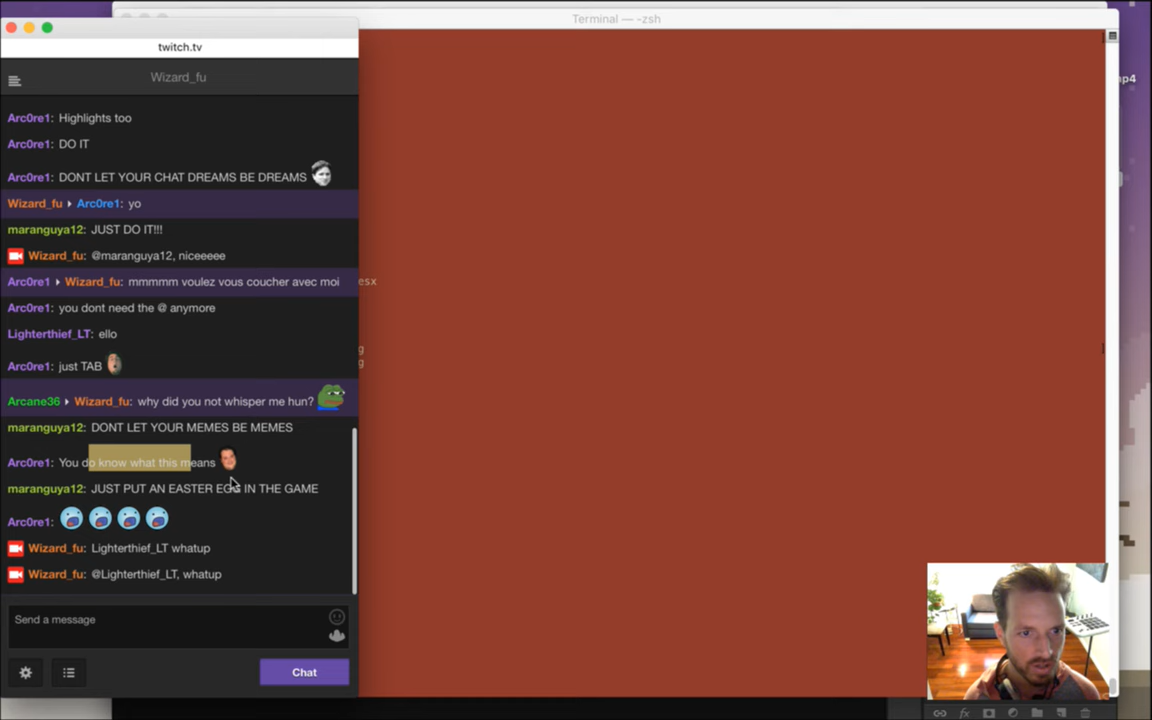 Terminal — -zsh
twitch.tv
Wizard_fu
mp4
Arc0re1: Highlights too
Arc0re1: DO IT
Arc0re1: DONT LET YOUR CHAT DREAMS BE DREAMS
Wizard_fu ▸ Arc0re1: yo
maranguya12: JUST DO IT!!!
Wizard_fu: @maranguya12, niceeeee
Arc0re1 ▸ Wizard_fu: mmmmm voulez vous coucher avec moi
esx
Arc0re1: you dont need the @ anymore
Lighterthief_LT: ello
g
Arc0re1: just TAB
g
Arcane36 ▸ Wizard_fu: why did you not whisper me hun?
maranguya12: DONT LET YOUR MEMES BE MEMES
Arc0re1: You do know what this means
maranguya12: JUST PUT AN EASTER EGG IN THE GAME
Arc0re1:
Wizard_fu: Lighterthief_LT whatup
Wizard_fu: @Lighterthief_LT, whatup
Send a message
Chat
fx